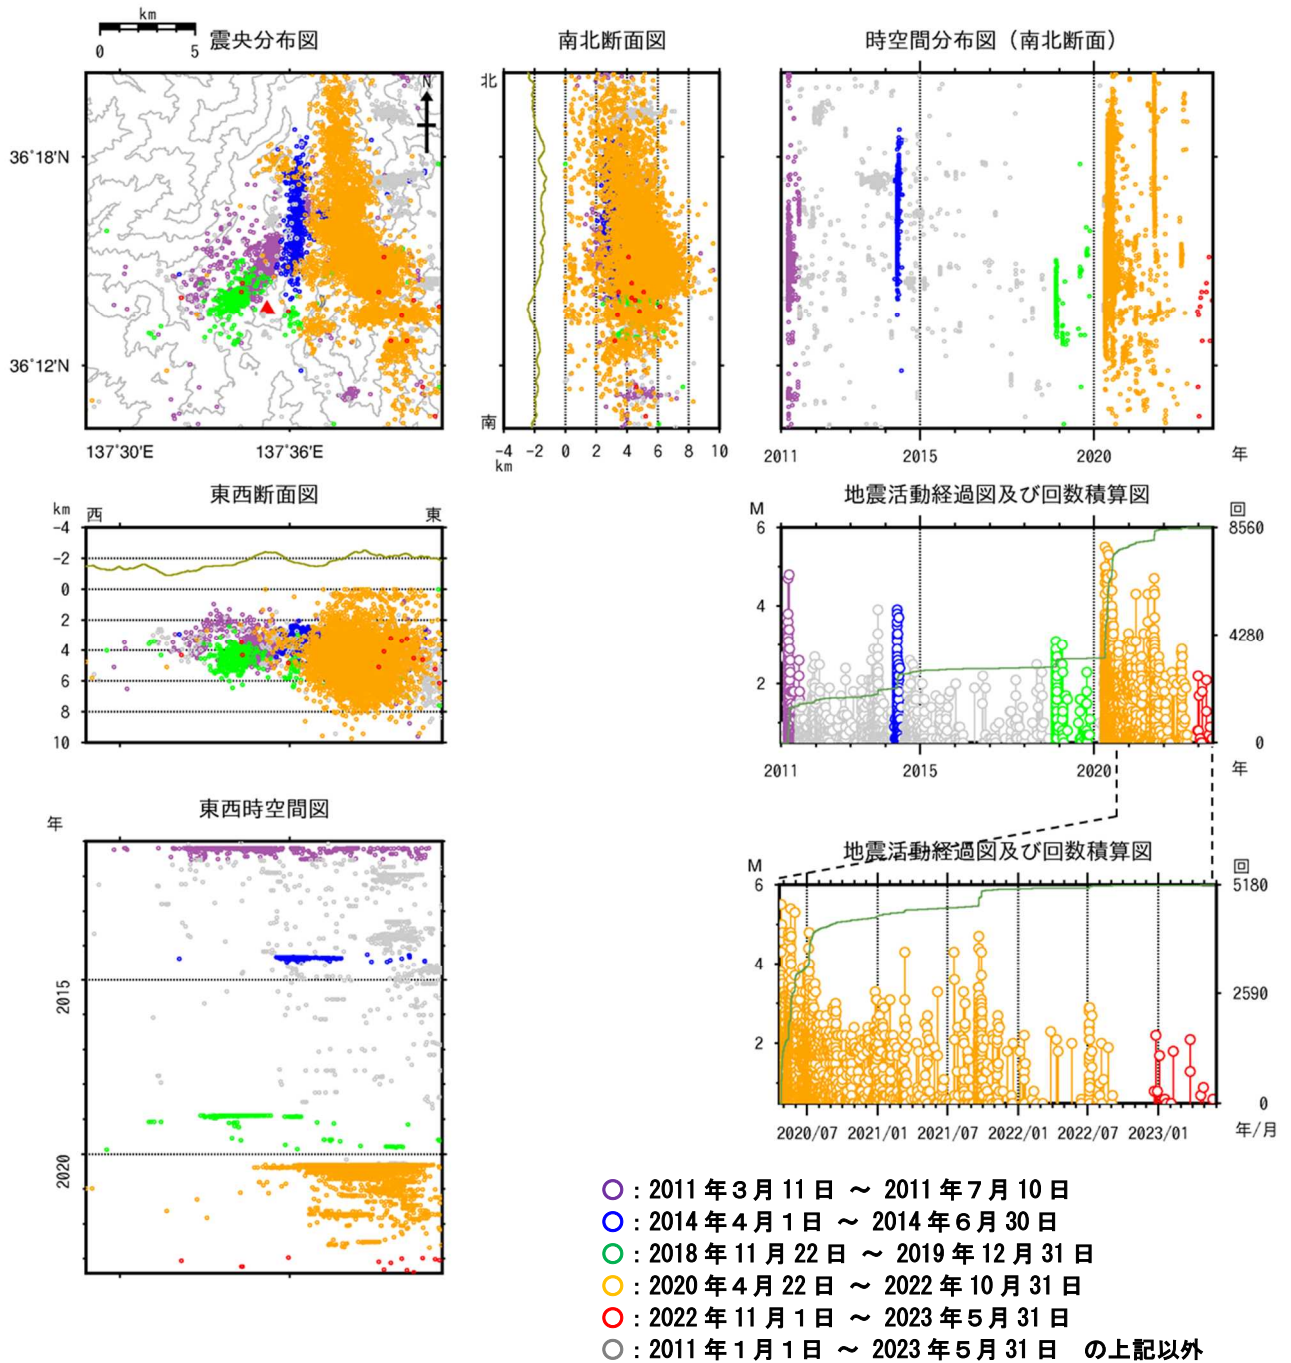 km
0 5
震央分布図
N
36°18'N
36°12'N
137°30'E 137°36'E
南北断面図
北
南
-4 -2 0 2 4 6 8 10
km
時空間分布図（南北断面）
2011 2015 2020 年
東西断面図
km 西 東
-4
-2
0
2
4
6
8
10
地震活動経過図及び回数積算図
M 回
6 8560
4 4280
2
0
2011 2015 2020 年
東西時空間図
年
2015
2020
地震活動経過図及び回数積算図
M 回
6 5180
4
2590
2
0
2020/07 2021/01 2021/07 2022/01 2022/07 2023/01 年/月
○：2011 年３月 11 日 ～ 2011 年７月 10 日
○：2014 年４月１日 ～ 2014 年６月 30 日
○：2018 年 11 月 22 日 ～ 2019 年 12 月 31 日
○：2020 年４月 22 日 ～ 2022 年 10 月 31 日
○：2022 年 11 月１日 ～ 2023 年５月 31 日
○：2011 年１月１日 ～ 2023 年５月 31 日 の上記以外